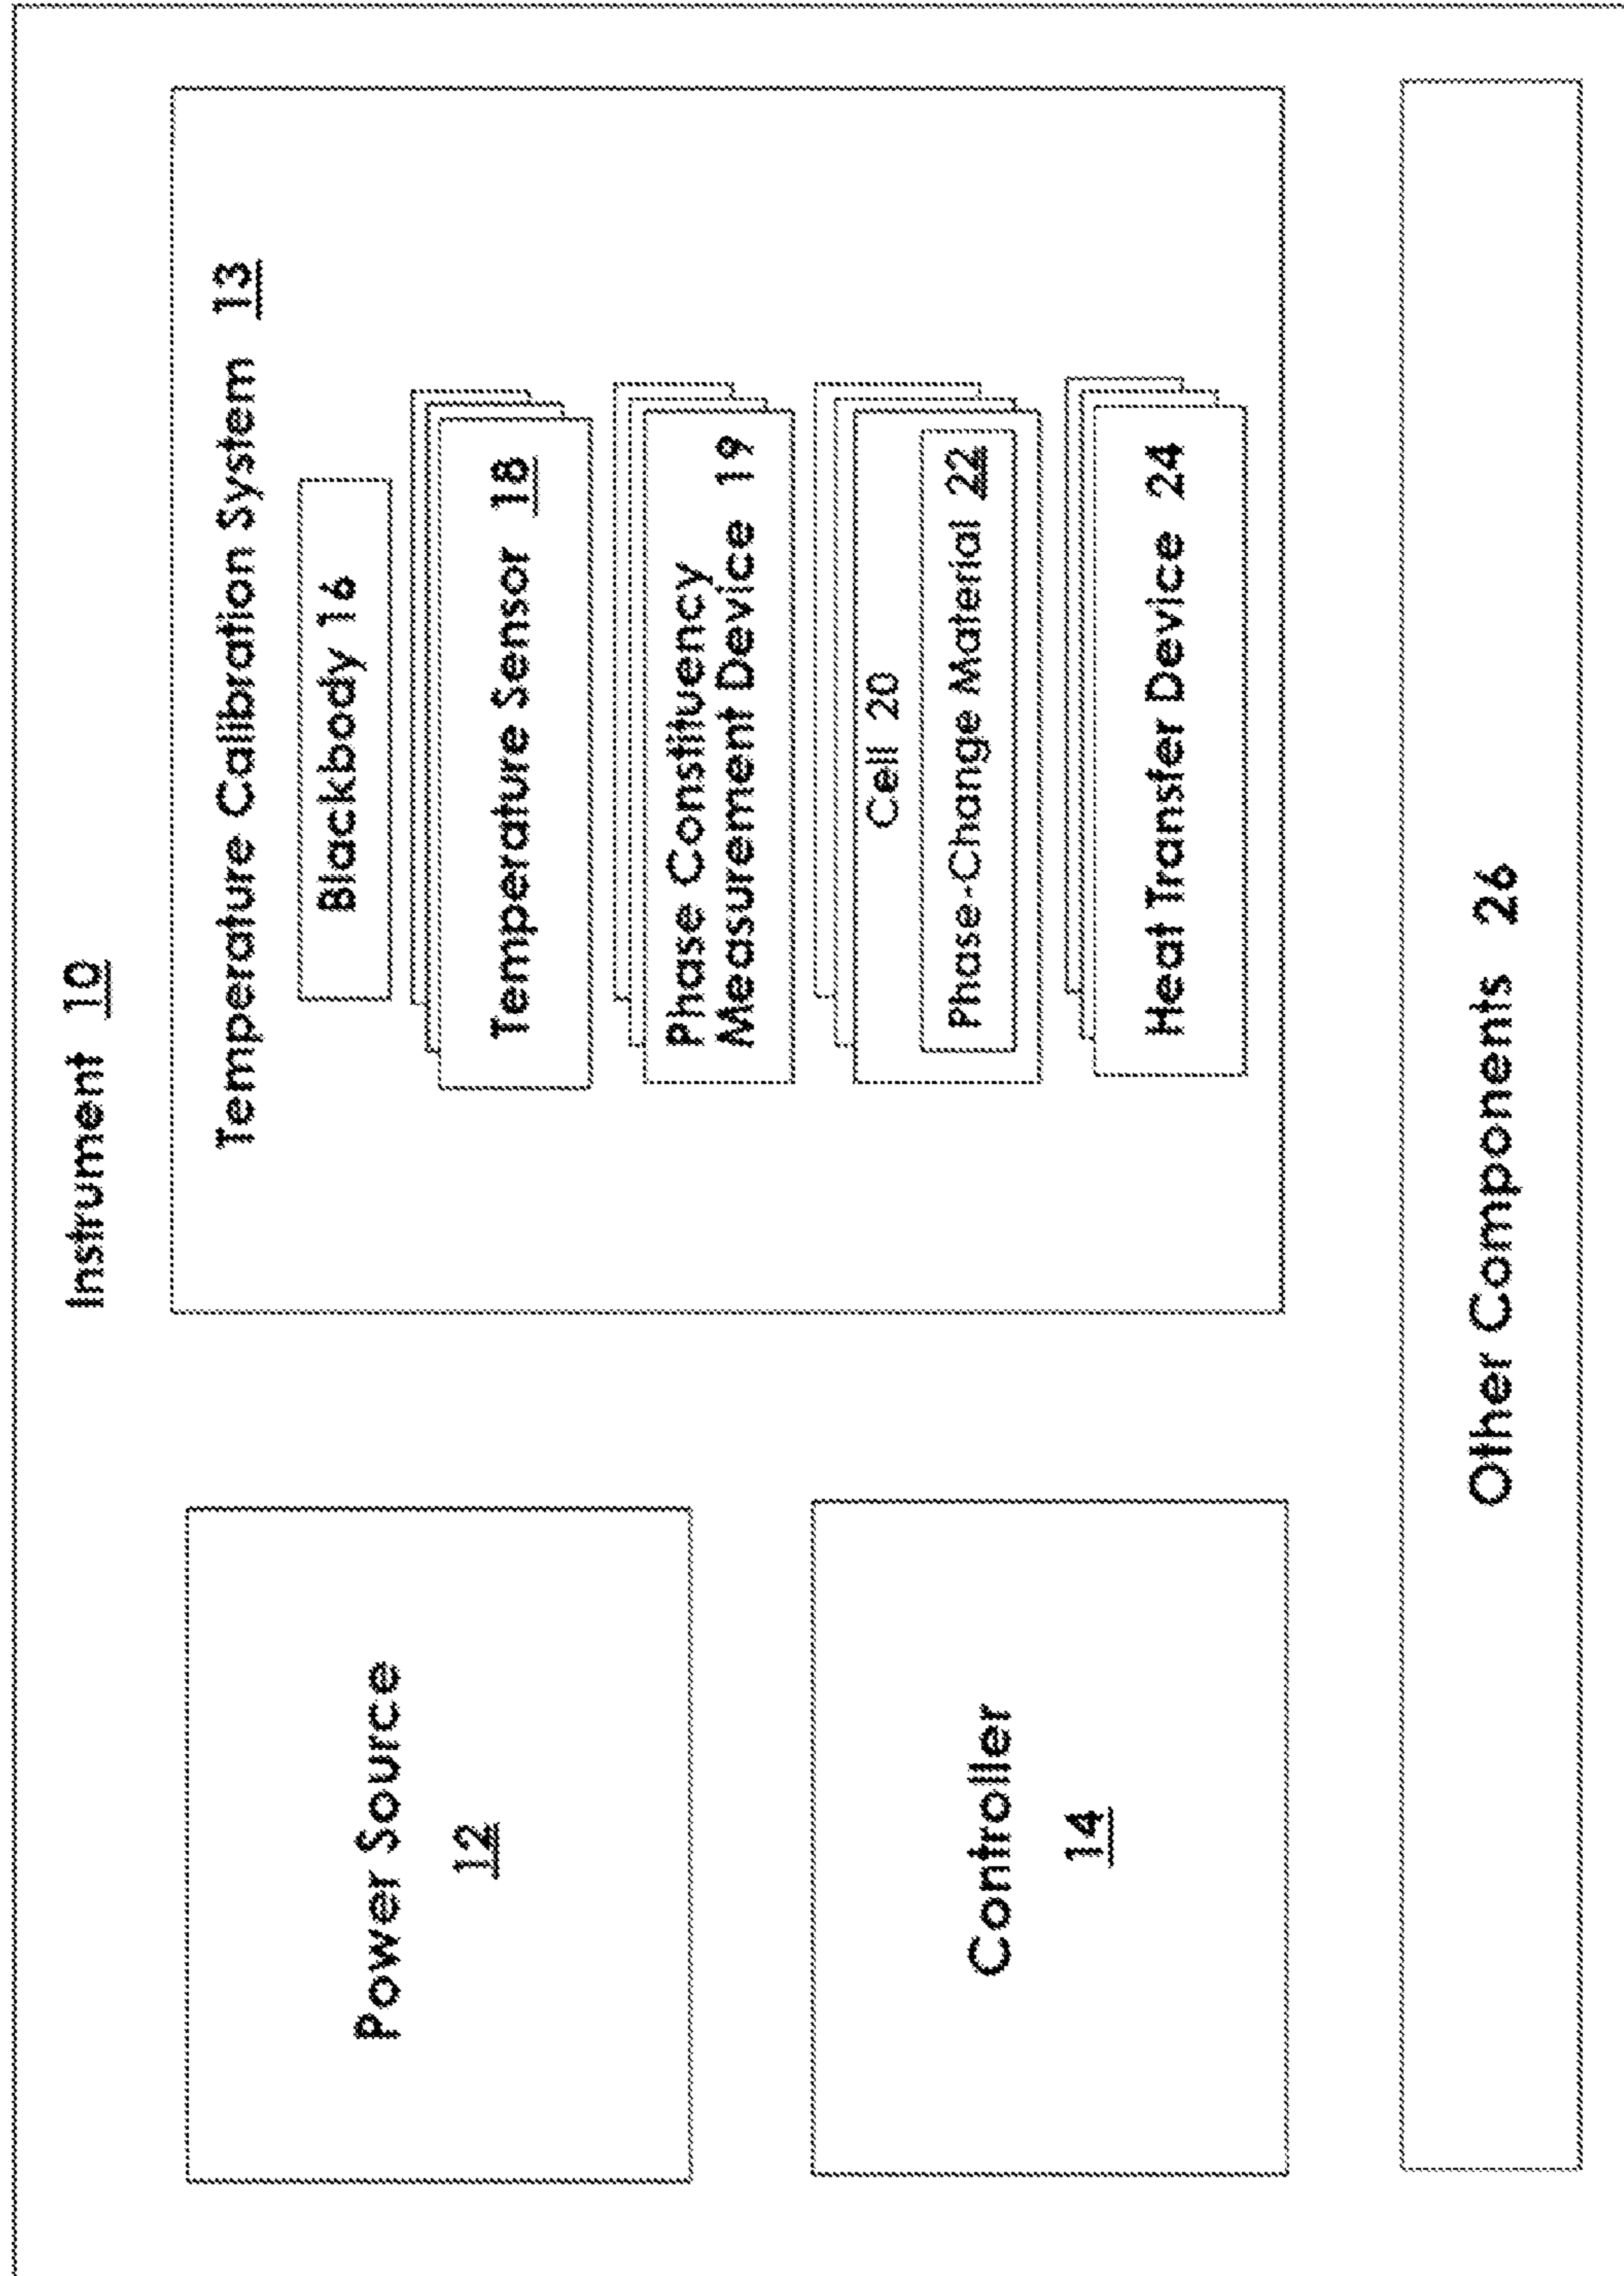 Instrument 10
Power Source
12
Controller
14
Temperature Calibration System 13
Blackbody 16
Temperature Sensor 18
Phase Constituency
Measurement Device 19
Cell 20
Phase-Change Material 22
Heat Transfer Device 24
Other Components 26